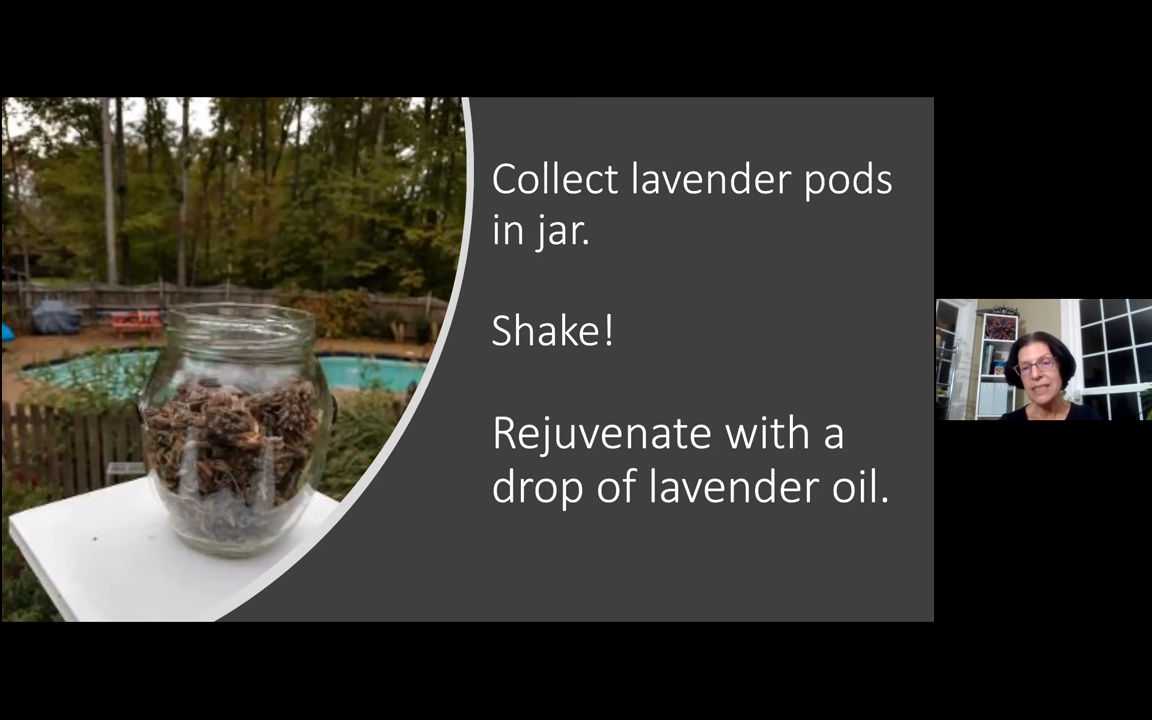 Collect lavender pods
in jar.
Shake!
Rejuvenate with a
drop of lavender oil.